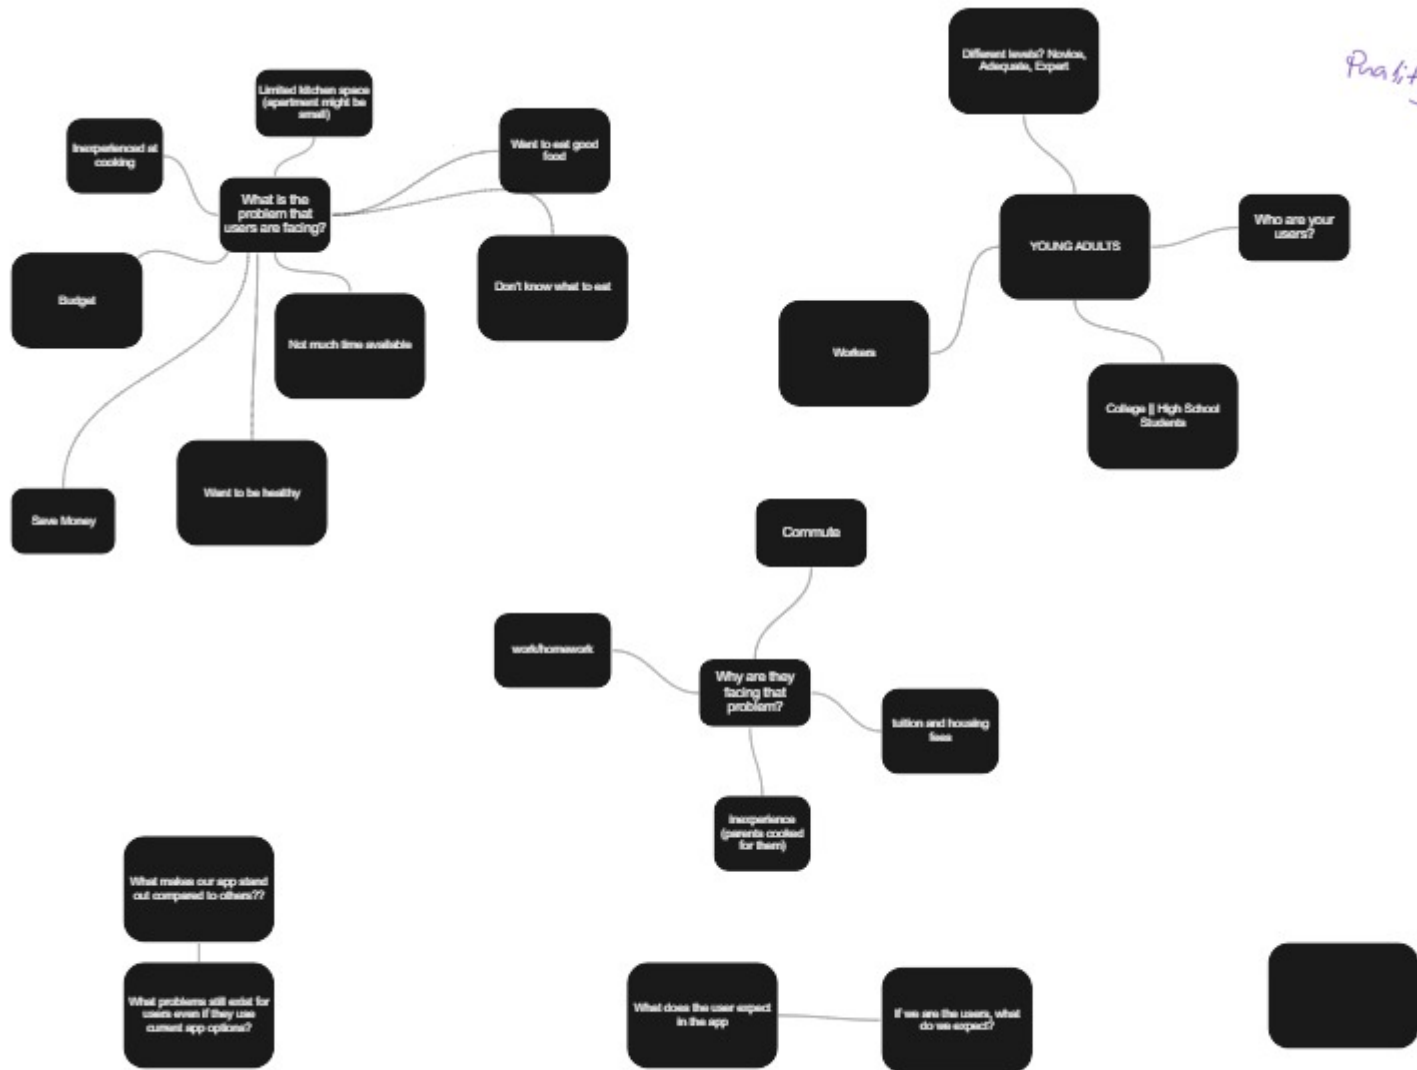 Different levels? Novice,
Adequate, Expert
Limited kitchen space
(apartment might be
small)
Inexperienced at
cooking
Want to eat good
food
What is the
problem that
users are facing?
YOUNG ADULTS
Who are your
users?
Budget
Don't know what to eat
Not much time available
Workers
College || High School
Students
Want to be healthy
Save Money
Commute
work/homework
Why are they
facing that
problem?
tuition and housing
fees
Inexperience
(parents cooked
for them)
What makes our app stand
out compared to others??
What problems still exist for
users even if they use
current app options?
What does the user expect
in the app
If we are the users, what
do we expect?